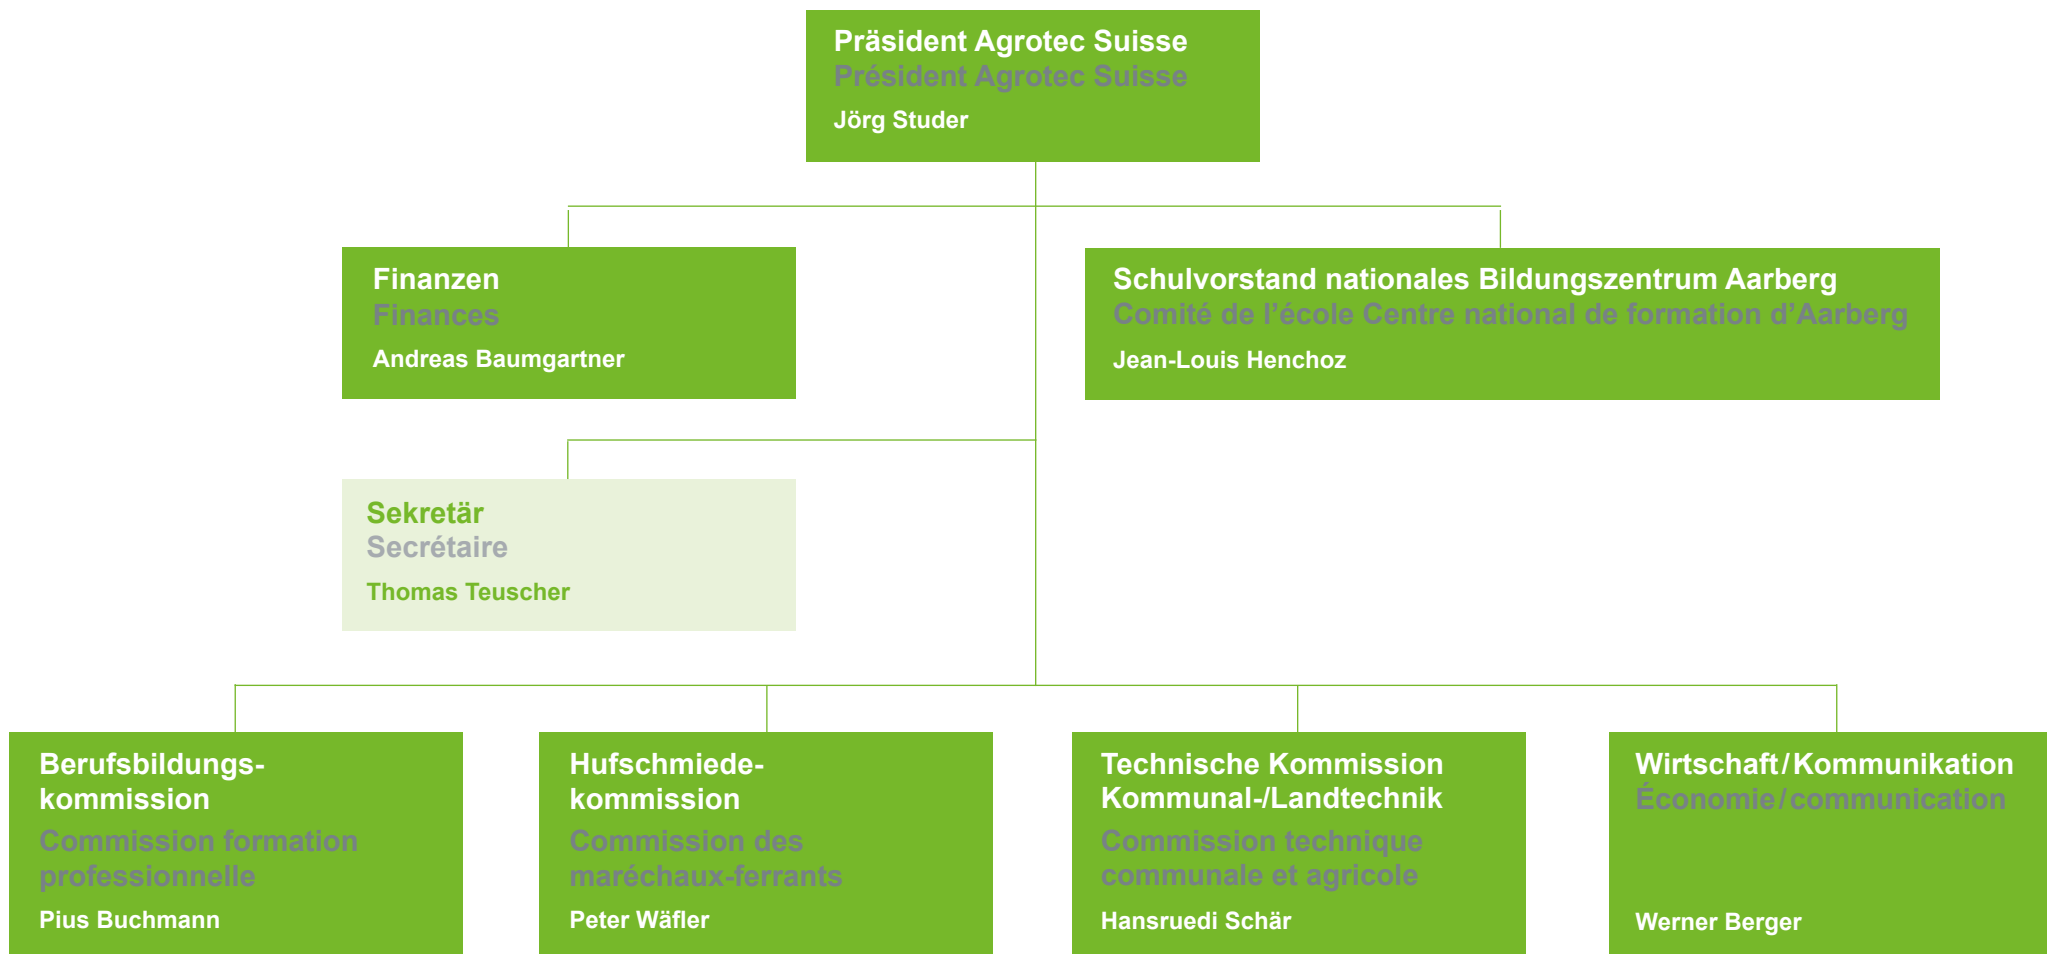 Präsident Agrotec Suisse
Président Agrotec Suisse
Jörg Studer
Finanzen
Finances
Andreas Baumgartner
Schulvorstand nationales Bildungszentrum Aarberg
Comité de l’école Centre national de formation d’Aarberg
Jean-Louis Henchoz
Sekretär
Secrétaire
Thomas Teuscher
Berufsbildungs-
kommission
Commission formation
professionnelle
Pius Buchmann
Hufschmiede-
kommission
Commission des
maréchaux-ferrants
Peter Wäfler
Technische Kommission
Kommunal-/Landtechnik
Commission technique
communale et agricole
Hansruedi Schär
Wirtschaft/Kommunikation
Économie/communication
Werner Berger